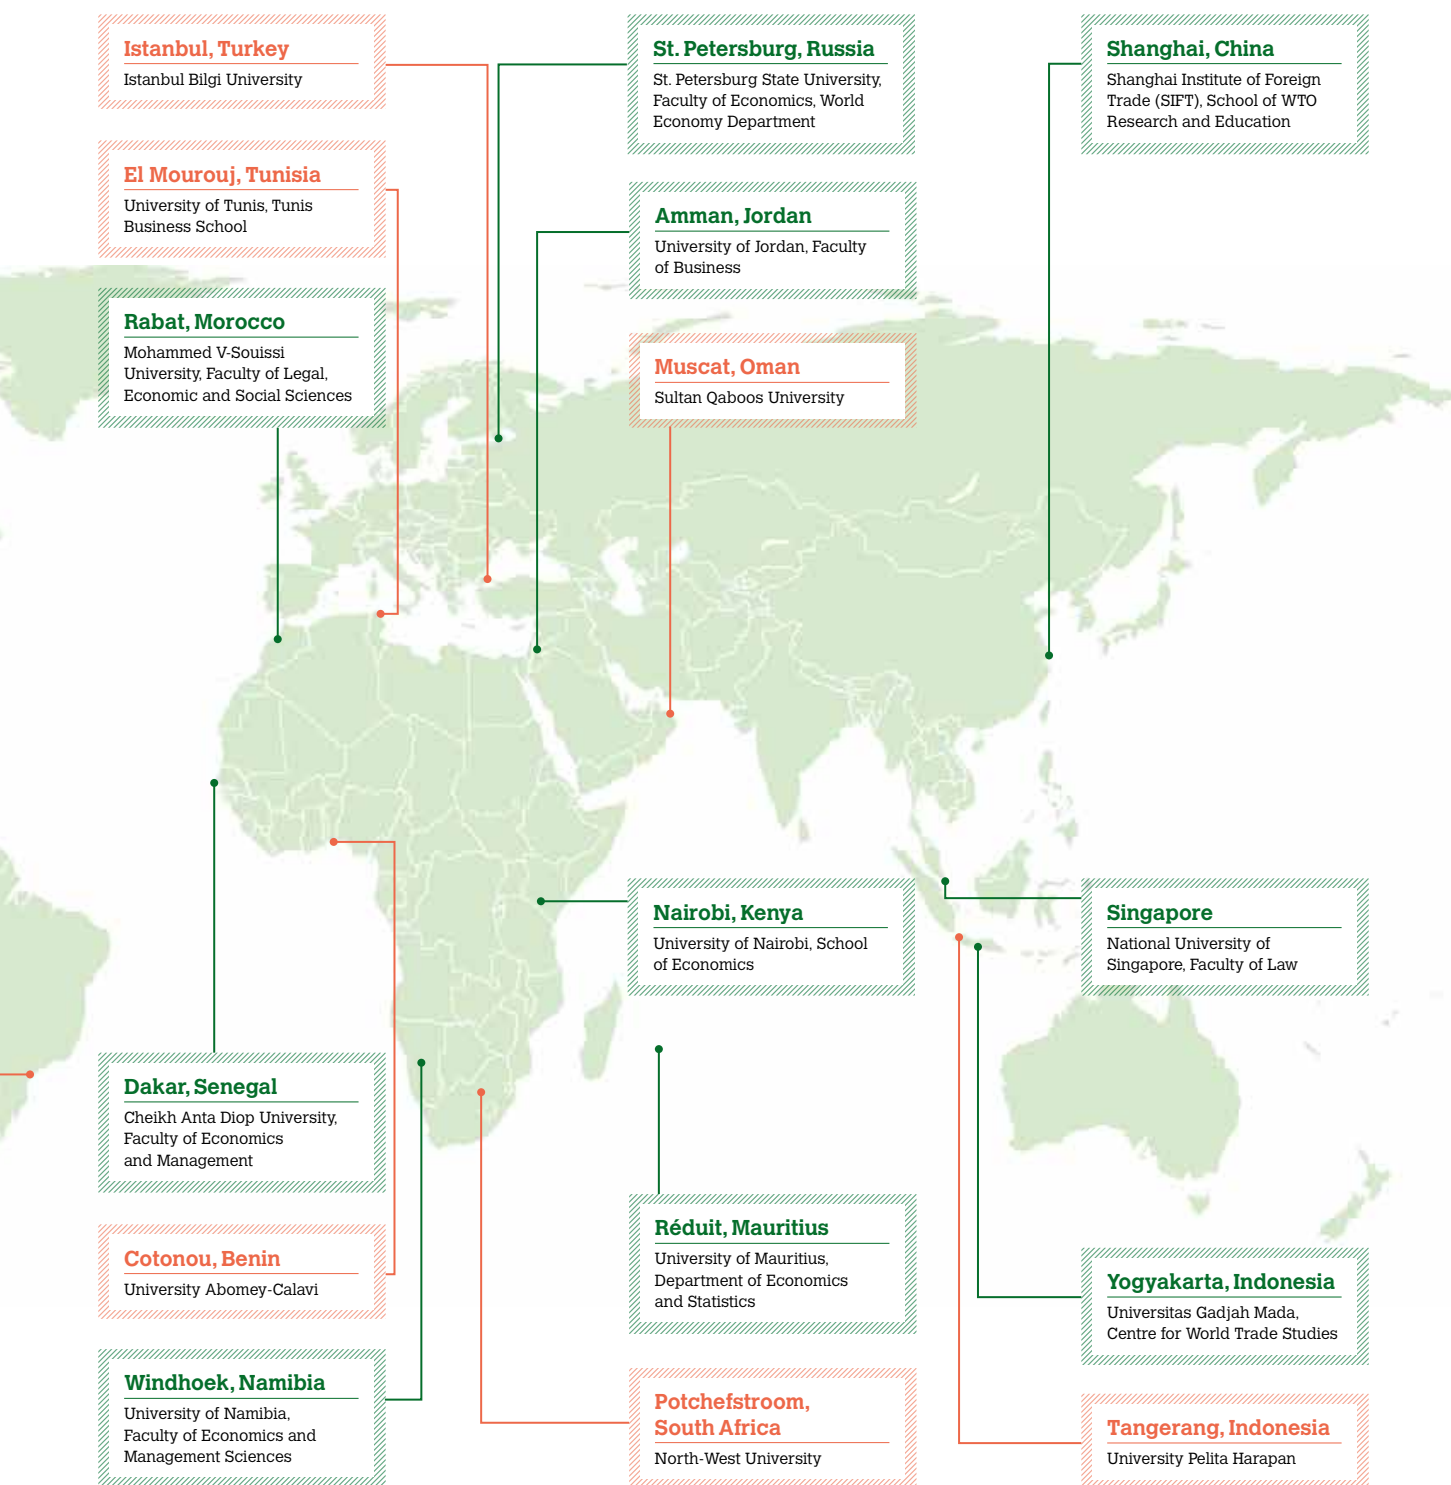 Istanbul, Turkey
Istanbul Bilgi University
El Mourouj, Tunisia
University of Tunis, Tunis
Business School
Rabat, Morocco
Mohammed V-Souissi
University, Faculty of Legal,
Economic and Social Sciences
St. Petersburg, Russia
St. Petersburg State University,
Faculty of Economics, World
Economy Department
Amman, Jordan
University of Jordan, Faculty
of Business
Muscat, Oman
Sultan Qaboos University
Shanghai, China
Shanghai Institute of Foreign
Trade (SIFT), School of WTO
Research and Education
Dakar, Senegal
Cheikh Anta Diop University,
Faculty of Economics
and Management
Cotonou, Benin
University Abomey-Calavi
Windhoek, Namibia
University of Namibia,
Faculty of Economics and
Management Sciences
Nairobi, Kenya
University of Nairobi, School
of Economics
Réduit, Mauritius
University of Mauritius,
Department of Economics
and Statistics
Potchefstroom,
South Africa
North-West University
Singapore
National University of
Singapore, Faculty of Law
Yogyakarta, Indonesia
Universitas Gadjah Mada,
Centre for World Trade Studies
Tangerang, Indonesia
University Pelita Harapan